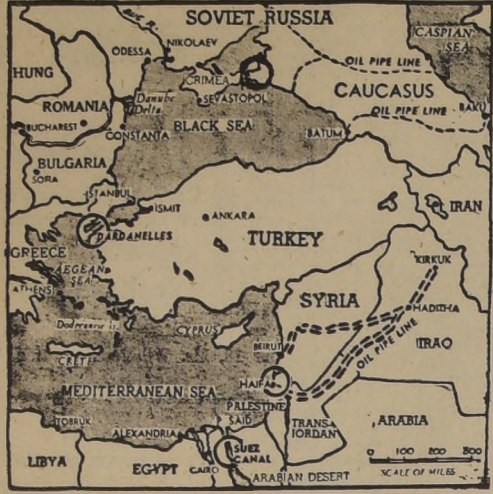 SOVIET RUSSIA
BUG R.
NIKOLAEV
ODESSA
CASPIAN
SEA
HUNG
OIL PIPE LINE
CRIMEA
CAUCASUS
SEVASTOPOL
Danube
Delta
ROMANIA
OIL PIPE LINE
BAKU
BUCHAREST
BLACK SEA
CONSTANTA
BATUM
BULGARIA
SOFIA
ISTANBUL
ISMIT
ANKARA
IRAN
DARDANELLES
TURKEY
GREECE
AEGEAN
SEA
KIRKUK
ATHENS
SYRIA
HADITHA
Dodecanese Is.
CYPRUS
BEIRUT
OIL PIPE LINE
IRAQ
CRETE
HAIFA
MEDITERRANEAN SEA
PALESTINE
TOBRUK
SAID
TRANS-
JORDAN
ARABIA
ALEXANDRIA
SUEZ
CANAL
LIBYA
EGYPT
CAIRO
ARABIAN DESERT
0 100 200 300
SCALE OF MILES